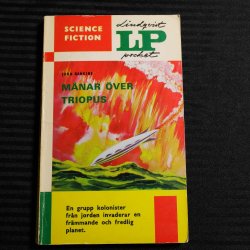 SCIENCE
FICTION
Lindqvist
LP
pocket
MÅNAR ÖVER
TRIOPUS
En grupp kolonister
från jorden invaderar en
främmande och fredlig
planet.